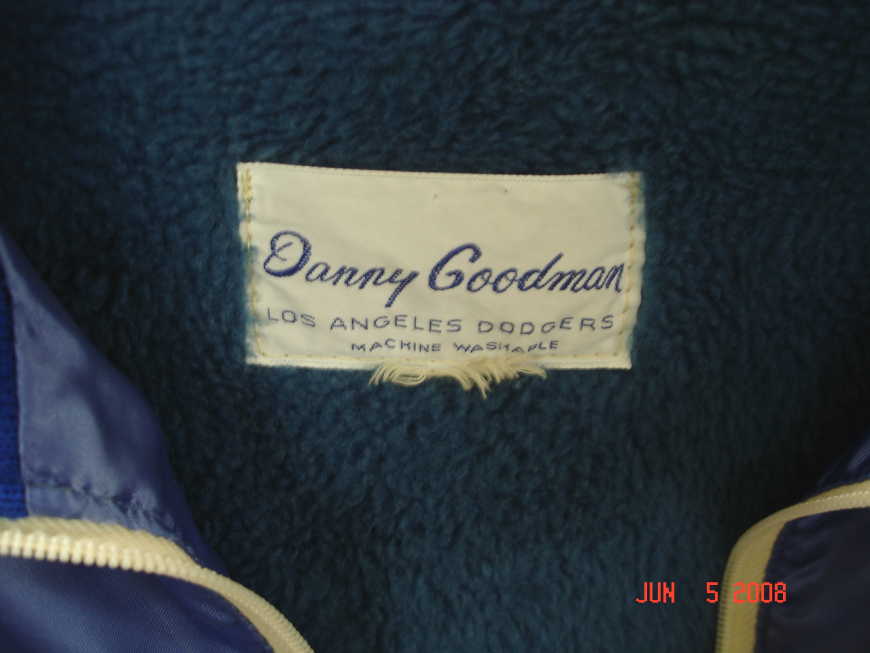 Danny Goodman
LOS ANGELES DODGERS
MACHINE WASHABLE
JUN 5 2008